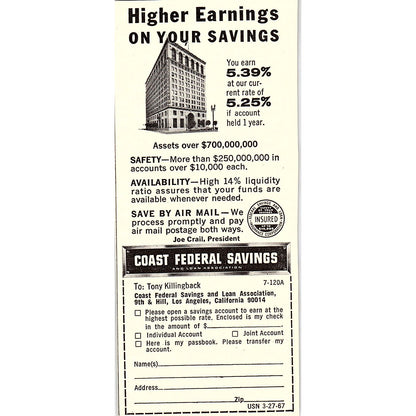 Higher Earnings
ON YOUR SAVINGS
You earn
5.39%
at our cur-
rent rate of
5.25%
if account
held 1 year.
Assets over $700,000,000
SAFETY—More than $250,000,000 in
accounts over $10,000 each.
AVAILABILITY—High 14% liquidity
ratio assures that your funds are
available whenever needed.
SAVE BY AIR MAIL—We
process promptly and pay
air mail postage both ways.
Joe Crail, President
INSURED
COAST FEDERAL SAVINGS
AND LOAN ASSOCIATION
To: Tony Killingback 7-120A
Coast Federal Savings and Loan Association,
9th & Hill, Los Angeles, California 90014
Please open a savings account to earn at the
highest possible rate. Enclosed is my check
in the amount of $
Individual Account Joint Account
Here is my passbook. Please transfer my
account.
Name(s)
Address
Zip
USN 3-27-67